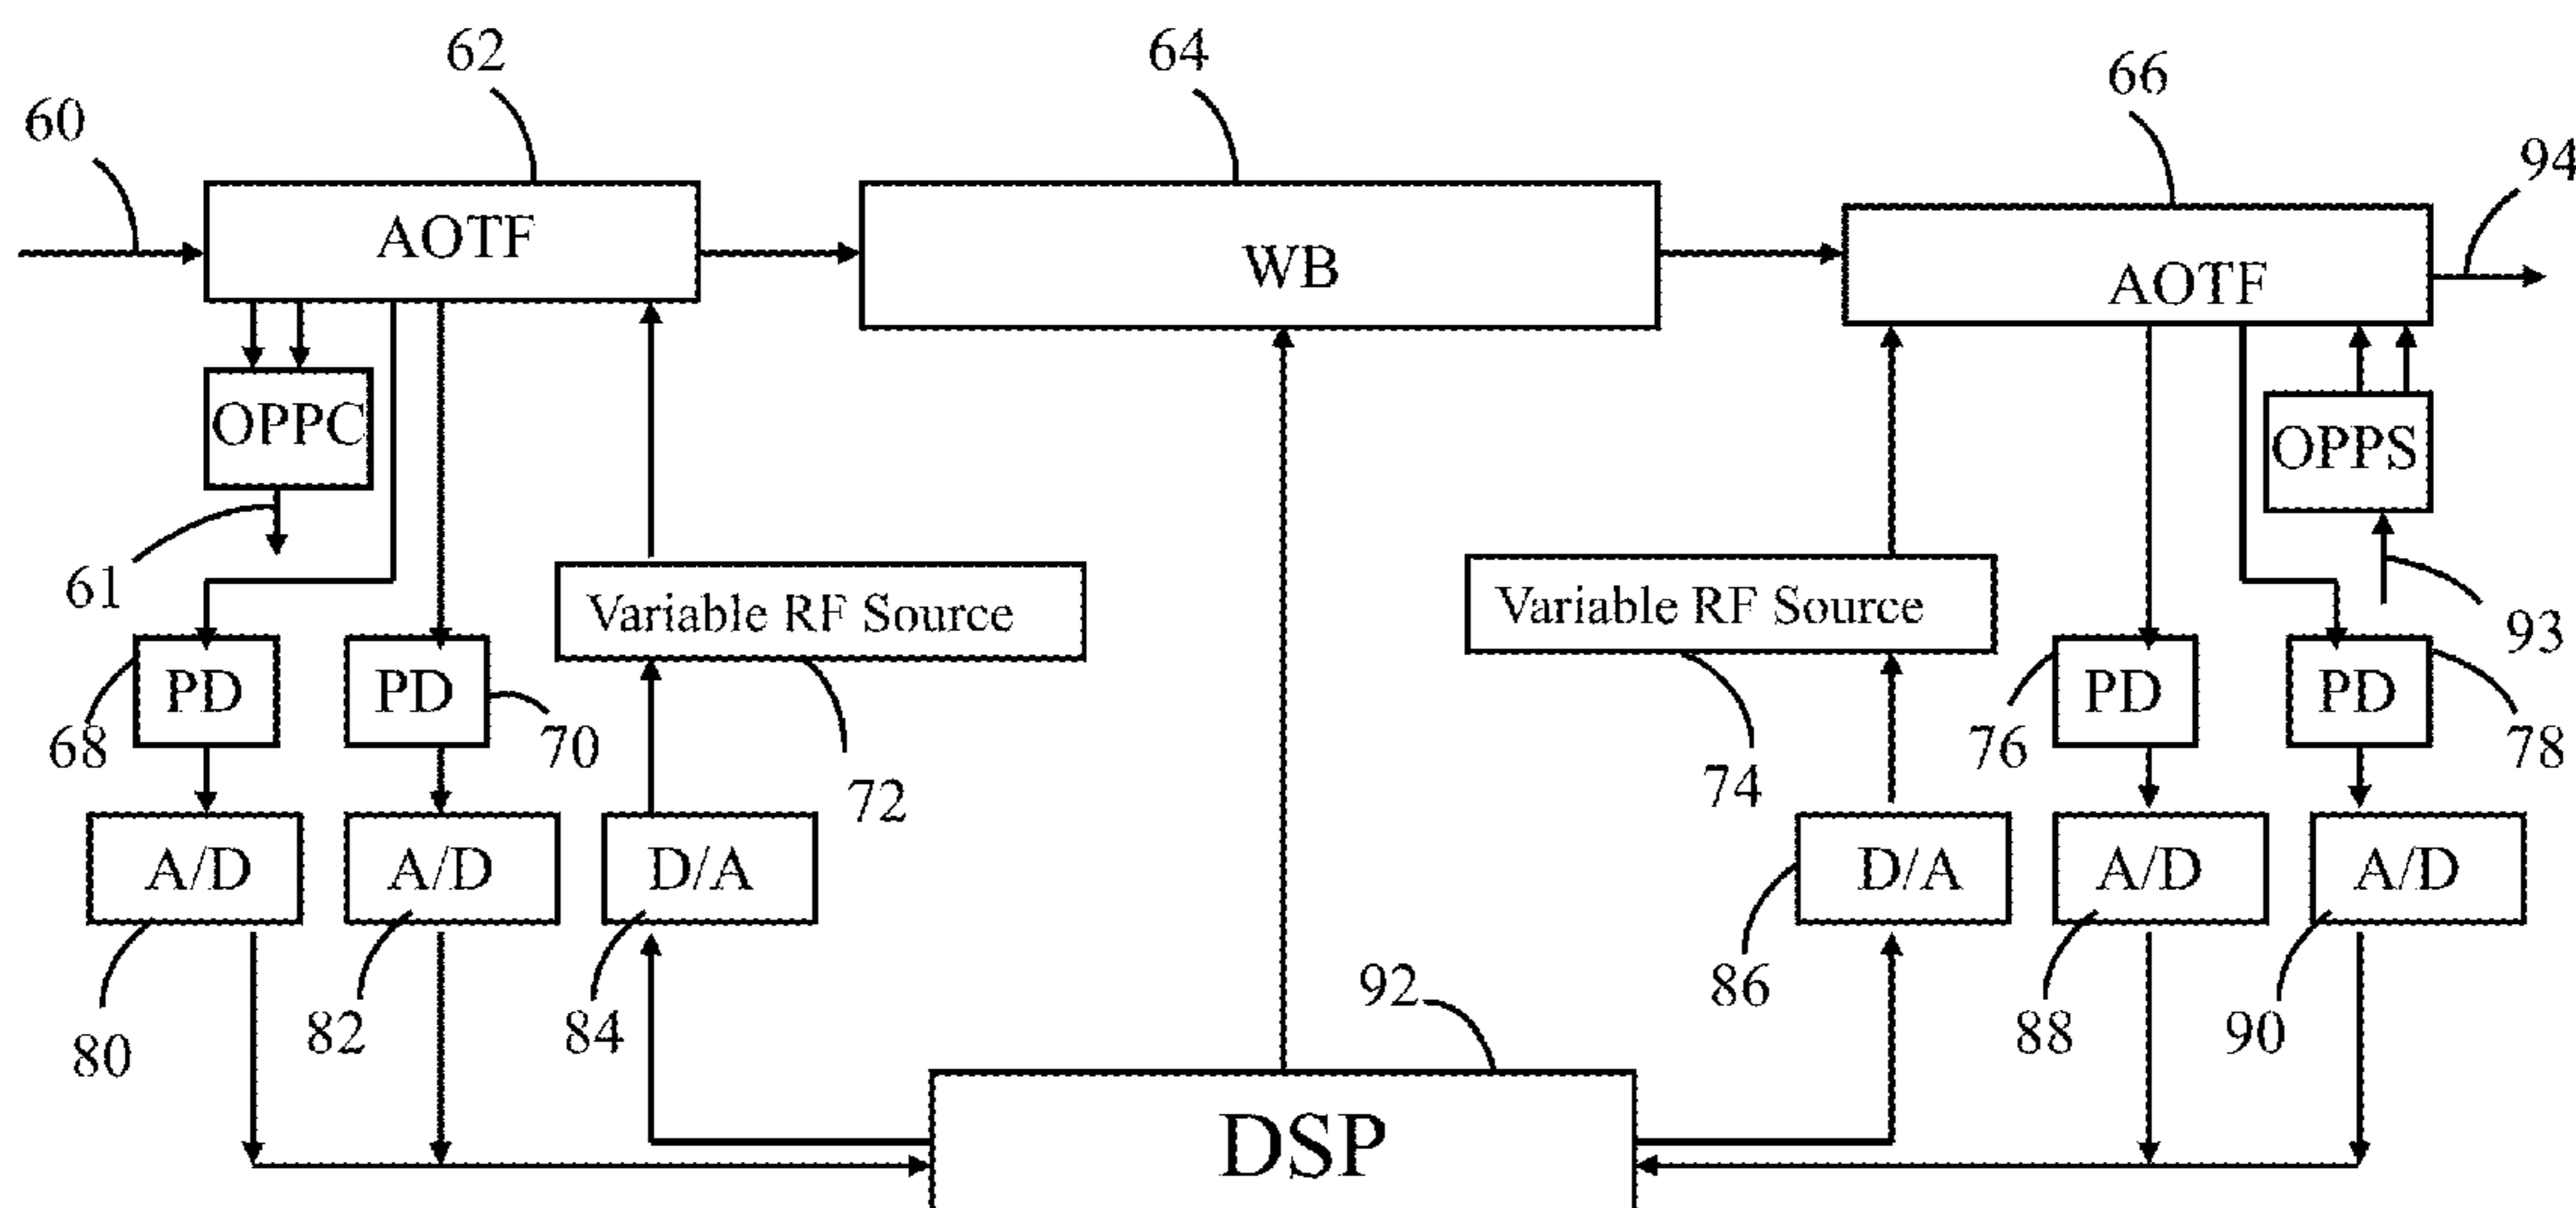 62
64
66
60
94
AOTF
WB
AOTF
OPPC
OPPS
61
Variable RF Source
Variable RF Source
93
PD
PD
PD
PD
68
70
72
74
76
78
A/D
A/D
D/A
D/A
A/D
A/D
80
82
84
92
86
88
90
DSP